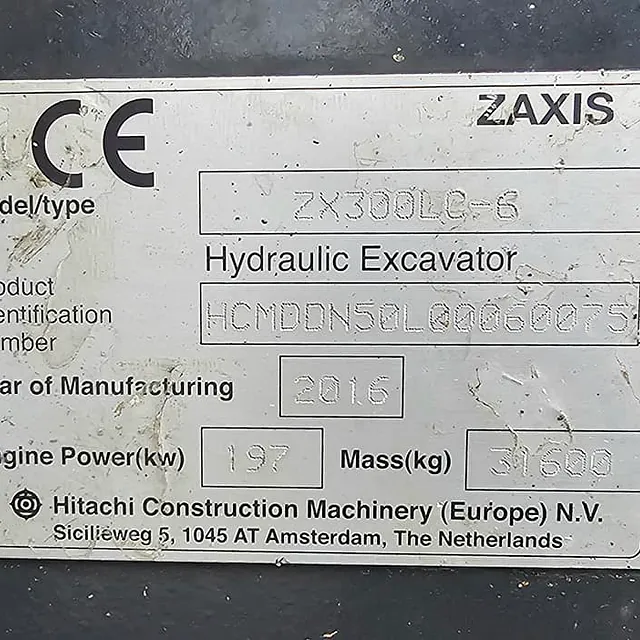 CE
ZAXIS
del/type ZX300LC-6
Hydraulic Excavator
oduct
entification HCMDDN50L00060075
mber
ar of Manufacturing 2016
gine Power(kw) 197 Mass(kg) 31600
Hitachi Construction Machinery (Europe) N.V.
Sicilieweg 5, 1045 AT Amsterdam, The Netherlands